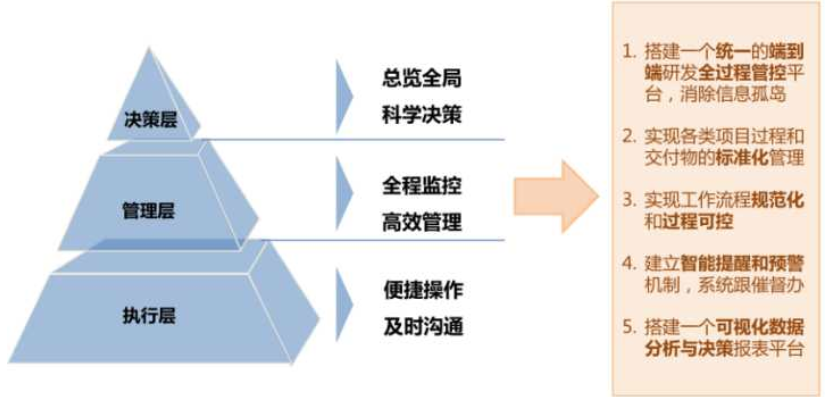 决策层
总览全局
科学决策
管理层
全程监控
高效管理
执行层
便捷操作
及时沟通
1. 搭建一个统一的端到
端研发全过程管控平
台，消除信息孤岛
2. 实现各类项目过程和
交付物的标准化管理
3. 实现工作流程规范化
和过程可控
4. 建立智能提醒和预警
机制，系统跟催督办
5. 搭建一个可视化数据
分析与决策报表平台